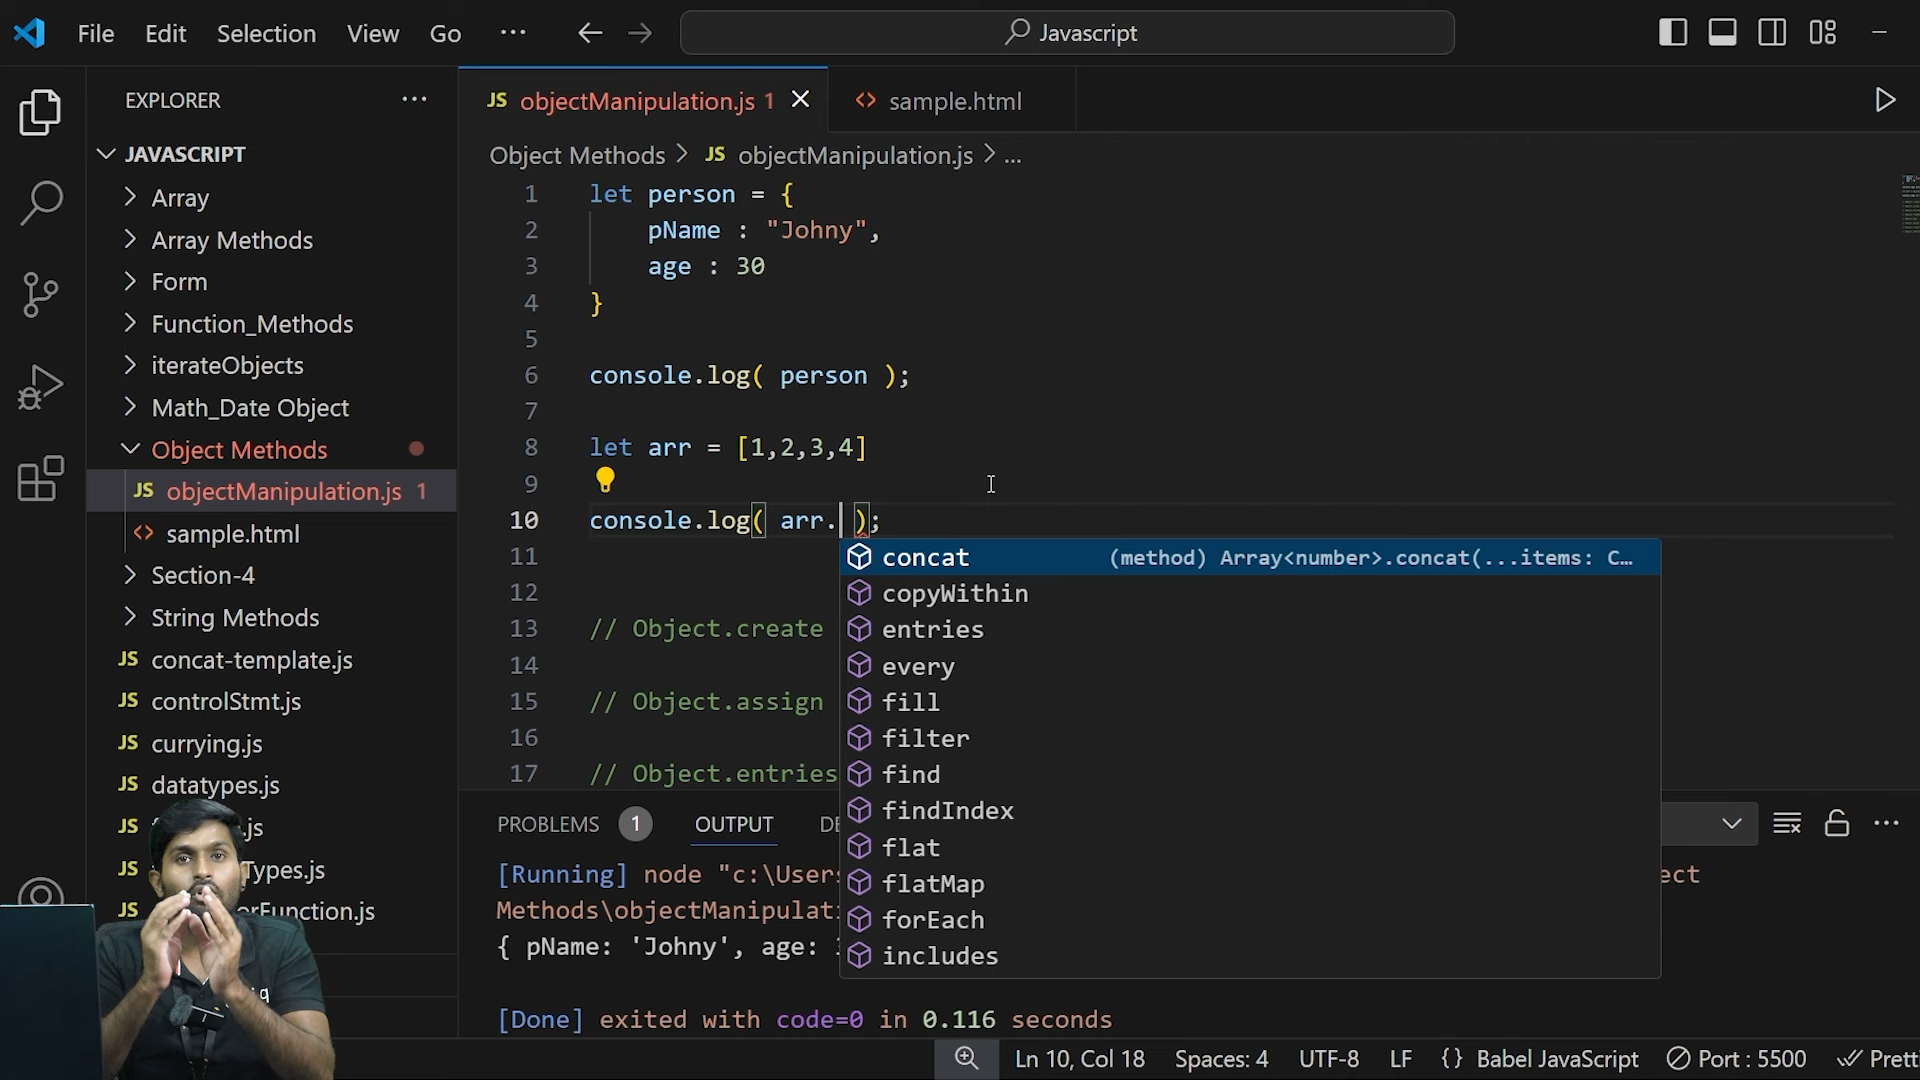 File Edit Selection View Go ... Javascript
EXPLORER ...
JS objectManipulation.js 1 <> sample.html
JAVASCRIPT
Array
Array Methods
Form
Function_Methods
iterateObjects
Math_Date Object
Object Methods
JS objectManipulation.js 1
<> sample.html
Section-4
String Methods
JS concat-template.js
JS controlStmt.js
JS currying.js
JS datatypes.js
JS
JS Types.js
JS Function.js
Object Methods > JS objectManipulation.js > ...
1 let person = {
2 pName : "Johny",
3 age : 30
4 }
5
6 console.log( person );
7
8 let arr = [1,2,3,4]
9
10 console.log( arr. );
11
12
13 // Object.create
14
15 // Object.assign
16
17 // Object.entries
concat (method) Array<number>.concat(...items: C...
copyWithin
entries
every
fill
filter
find
findIndex
flat
flatMap
forEach
includes
PROBLEMS 1 OUTPUT
[Running] node "c:\Users
Methods\objectManipulat
{ pName: 'Johny', age:
[Done] exited with code=0 in 0.116 seconds
Ln 10, Col 18 Spaces: 4 UTF-8 LF {} Babel JavaScript Port : 5500